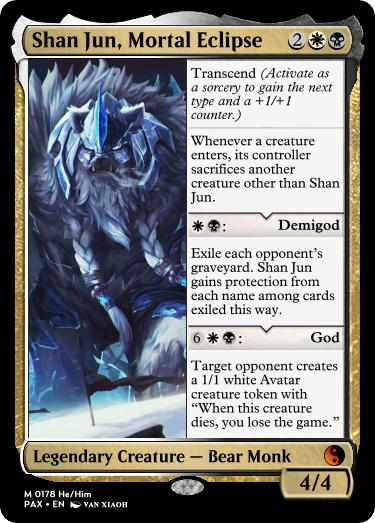 Shan Jun, Mortal Eclipse 2
Transcend (Activate as
a sorcery to gain the next
type and a +1/+1
counter.)
Whenever a creature
enters, its controller
sacrifices another
creature other than Shan
Jun.
: Demigod
Exile each opponent's
graveyard. Shan Jun
gains protection from
each name among cards
exiled this way.
6 : God
Target opponent creates
a 1/1 white Avatar
creature token with
“When this creature
dies, you lose the game.”
Legendary Creature — Bear Monk
4/4
M 0178 He/Him
PAX • EN VAN XIAOH